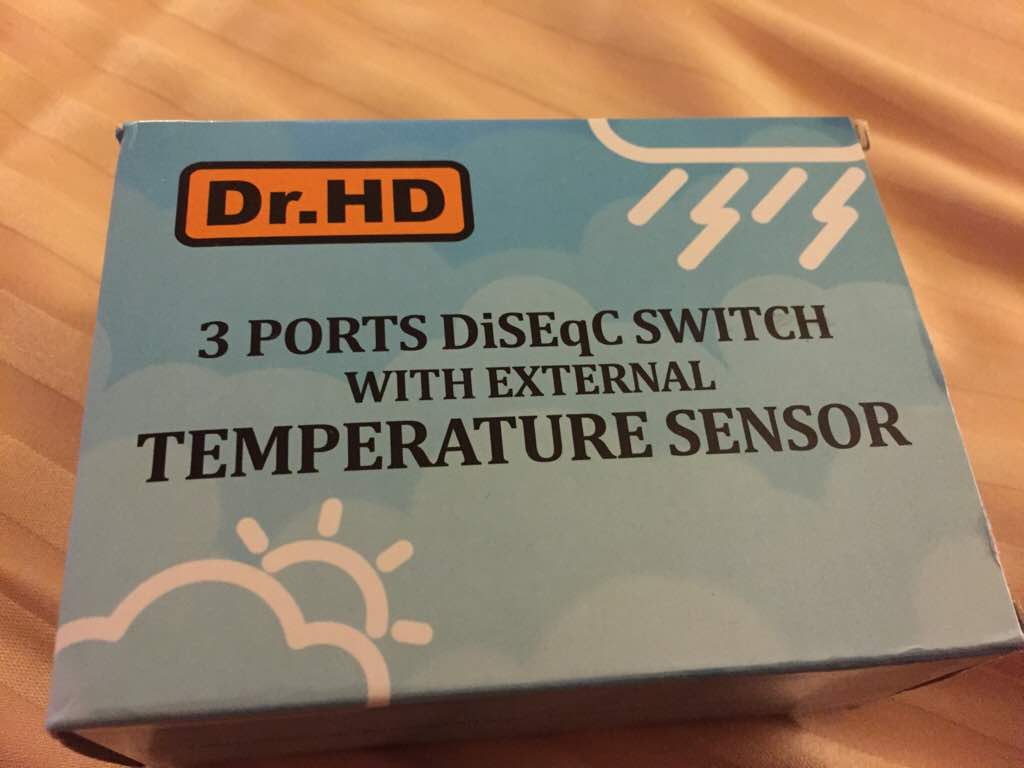 Dr.HD
3 PORTS DiSEqC SWITCH
WITH EXTERNAL
TEMPERATURE SENSOR